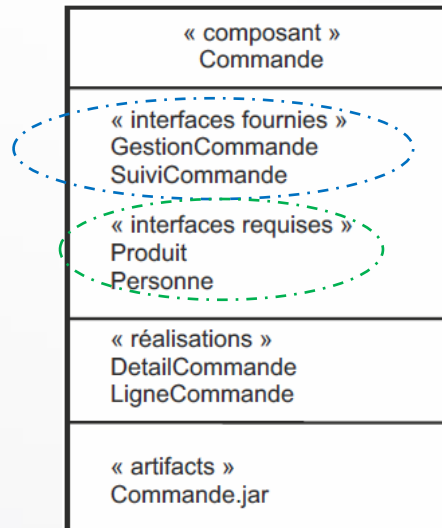 « composant »
Commande
« interfaces fournies »
GestionCommande
SuiviCommande
« interfaces requises »
Produit
Personne
« réalisations »
DetailCommande
LigneCommande
« artifacts »
Commande.jar